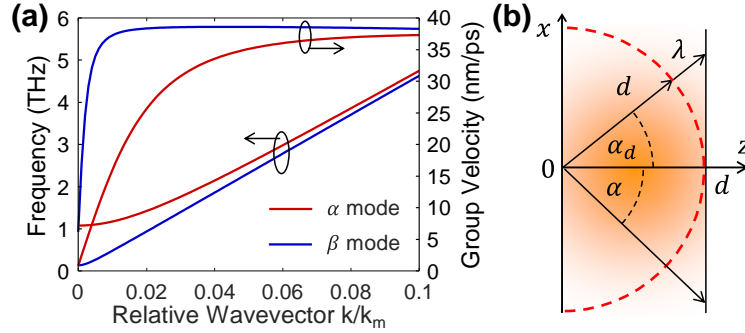 (a)
Frequency (THz)
6
5
4
3
2
1
0
0
0.02
0.04
0.06
0.08
0.1
Relative Wavevector k/k_m
40
35
30
25
20
15
10
5
0
Group Velocity (nm/ps)
α mode
β mode
(b)
x
λ
d
α_d
z
0
α
d